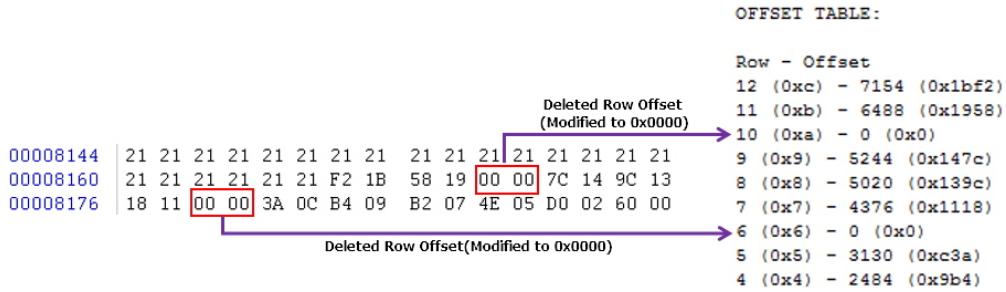 OFFSET TABLE:
Row - Offset
12 (0xc) - 7154 (0x1bf2)
11 (0xb) - 6488 (0x1958)
10 (0xa) - 0 (0x0)
9 (0x9) - 5244 (0x147c)
8 (0x8) - 5020 (0x139c)
7 (0x7) - 4376 (0x1118)
6 (0x6) - 0 (0x0)
5 (0x5) - 3130 (0xc3a)
4 (0x4) - 2484 (0x9b4)
Deleted Row Offset
(Modified to 0x0000)
00008144 21 21 21 21 21 21 21 21 21 21 21 21 21 21 21 21
00008160 21 21 21 21 21 21 F2 1B 58 19 00 00 7C 14 9C 13
00008176 18 11 00 00 3A 0C B4 09 B2 07 4E 05 D0 02 60 00
Deleted Row Offset(Modified to 0x0000)